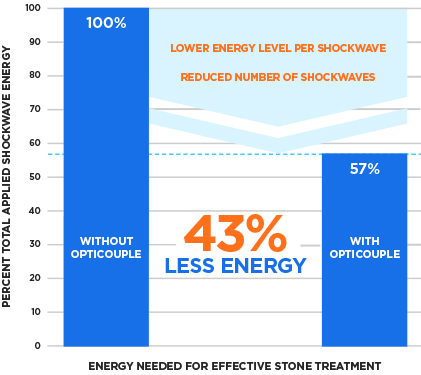 PERCENT TOTAL APPLIED SHOCKWAVE ENERGY
100
90
80
70
60
50
40
30
20
10
0
100%
LOWER ENERGY LEVEL PER SHOCKWAVE
REDUCED NUMBER OF SHOCKWAVES
57%
43%
LESS ENERGY
WITHOUT
OPTICOUPLE
WITH
OPTICOUPLE
ENERGY NEEDED FOR EFFECTIVE STONE TREATMENT